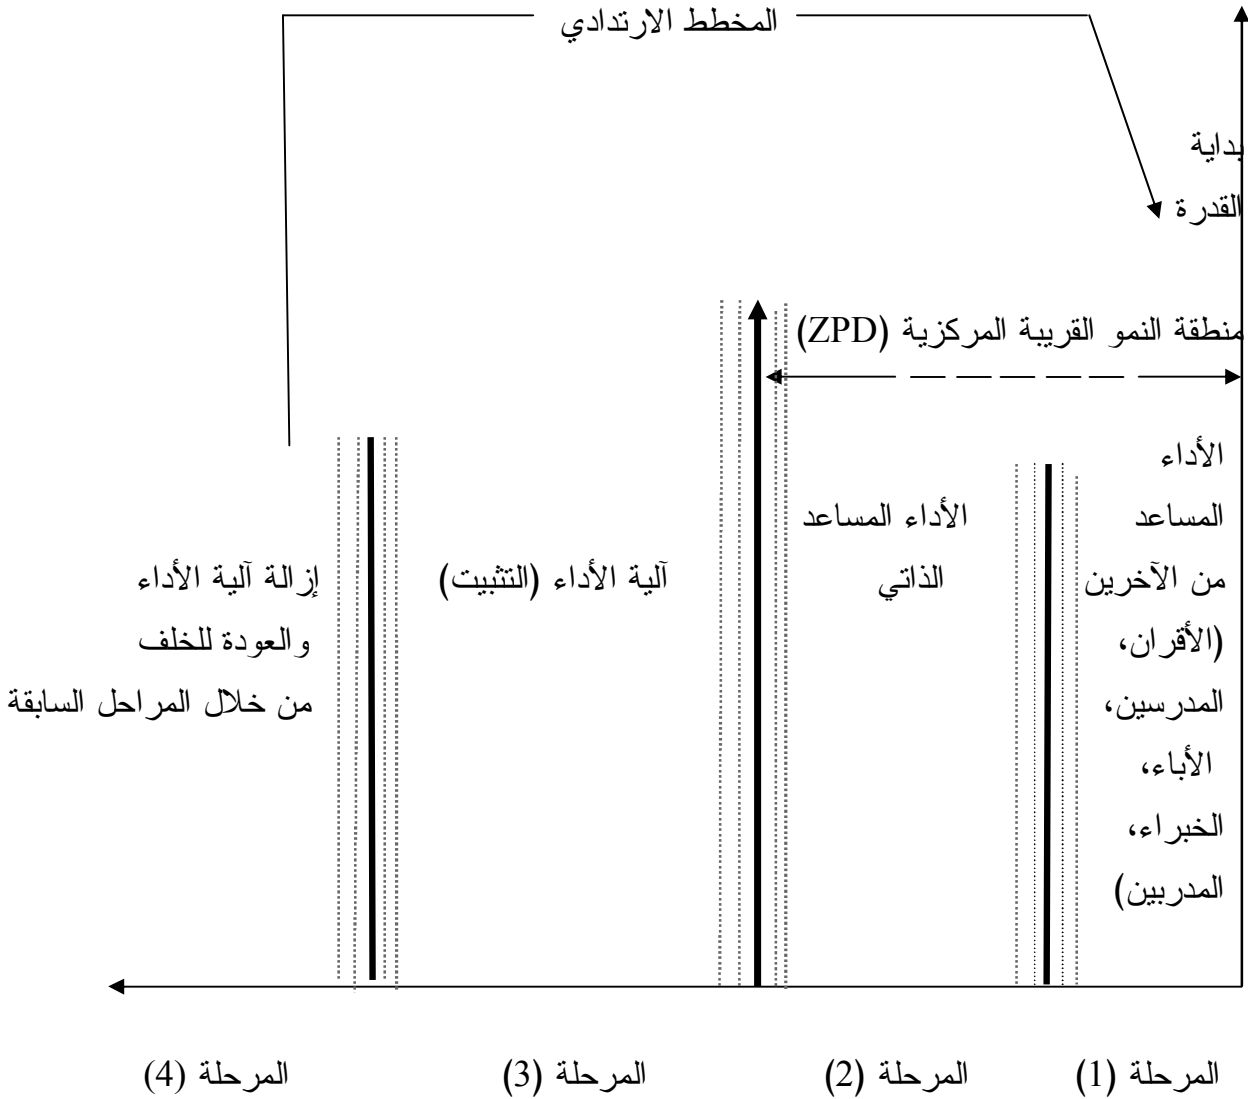 المخطط الارتدادي
بداية
القدرة
منطقة النمو القريبة المركزية (ZPD)
الأداء
المساعد
من الآخرين
(الأقران،
المدرسين،
الأباء،
الخبراء،
المدربين)
الأداء المساعد
الذاتي
آلية الأداء (التثبيت)
إزالة آلية الأداء
والعودة للخلف
من خلال المراحل السابقة
المرحلة (1)
المرحلة (2)
المرحلة (3)
المرحلة (4)